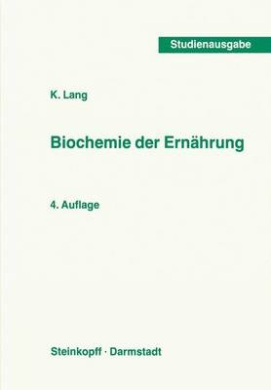 Studienausgabe
K. Lang
Biochemie der Ernährung
4. Auflage
Steinkopff · Darmstadt